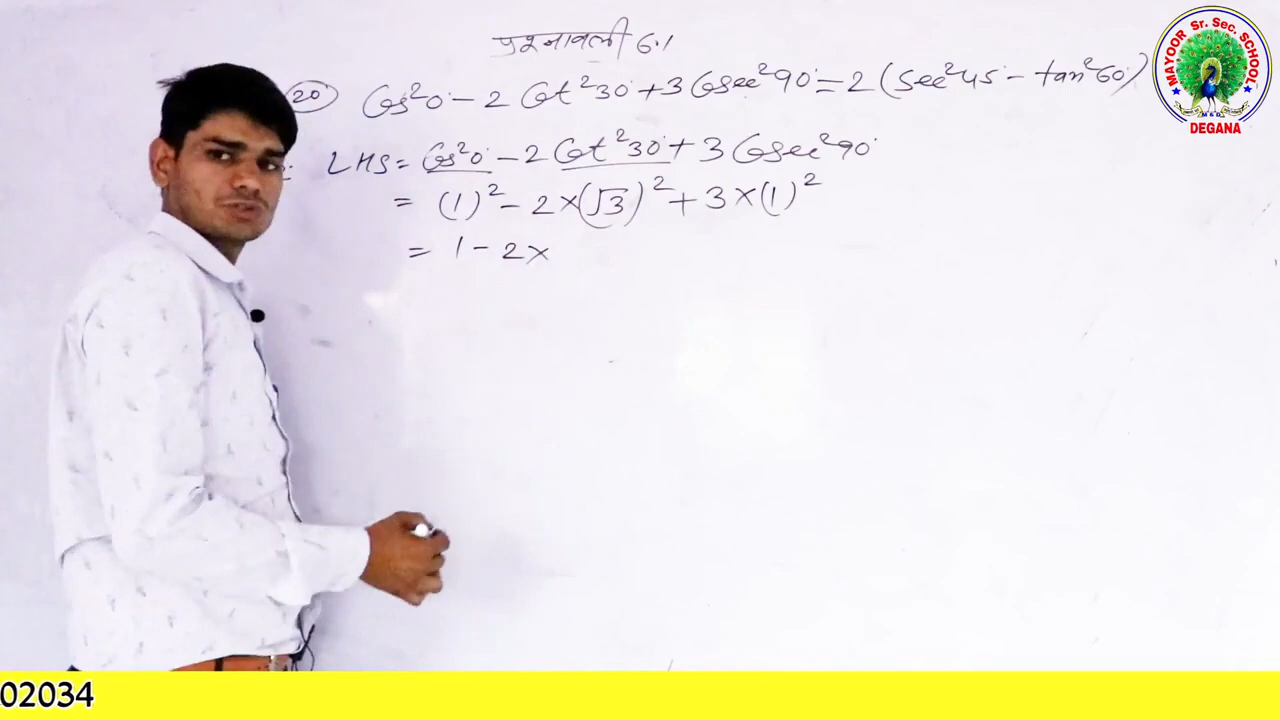 प्रश्नावली 6.1
20 Cos²0° - 2 Cot²30° + 3 Cosec²90° = 2 (Sec²45° - tan²60°)
LHS = Cos²0° - 2 Cot²30° + 3 Cosec²90°
= (1)² - 2×(√3)² + 3×(1)²
= 1 - 2×
MAYOOR Sr. Sec. SCHOOL
DEGANA
02034